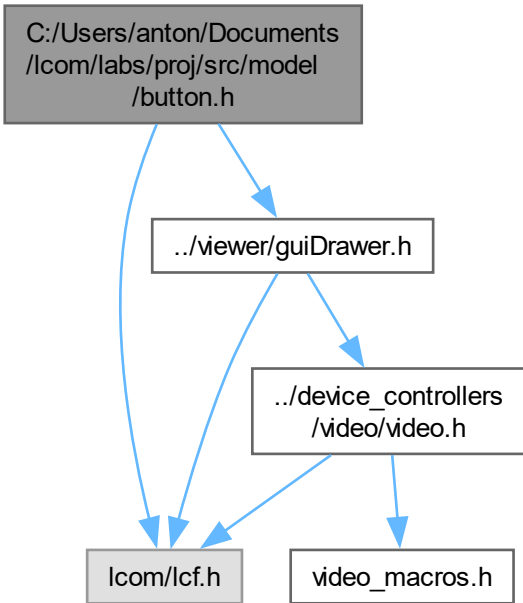 C:/Users/anton/Documents
/lcom/labs/proj/src/model
/button.h
../viewer/guiDrawer.h
../device_controllers
/video/video.h
lcom/lcf.h
video_macros.h